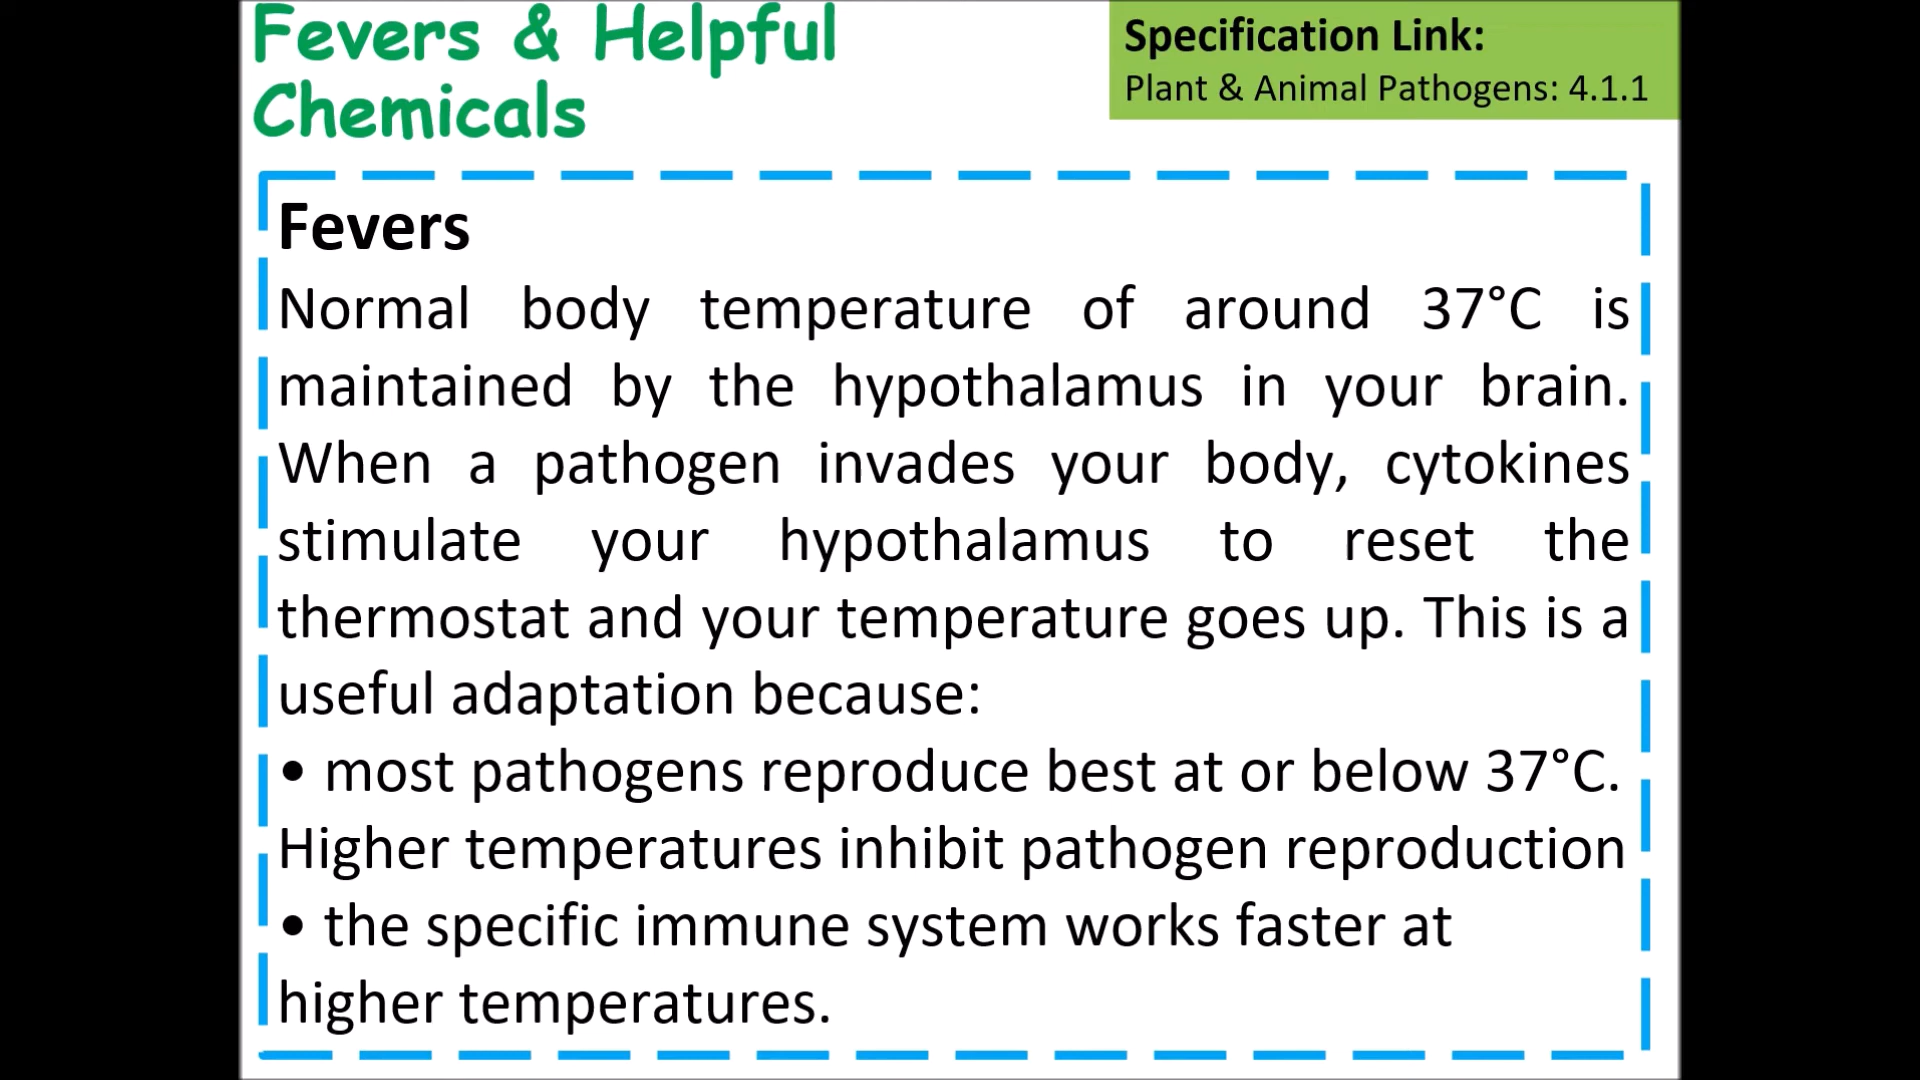 Fevers & Helpful
Chemicals
Specification Link:
Plant & Animal Pathogens: 4.1.1
Fevers
Normal body temperature of around 37°C is
maintained by the hypothalamus in your brain.
When a pathogen invades your body, cytokines
stimulate your hypothalamus to reset the
thermostat and your temperature goes up. This is a
useful adaptation because:
• most pathogens reproduce best at or below 37°C.
Higher temperatures inhibit pathogen reproduction
• the specific immune system works faster at
higher temperatures.